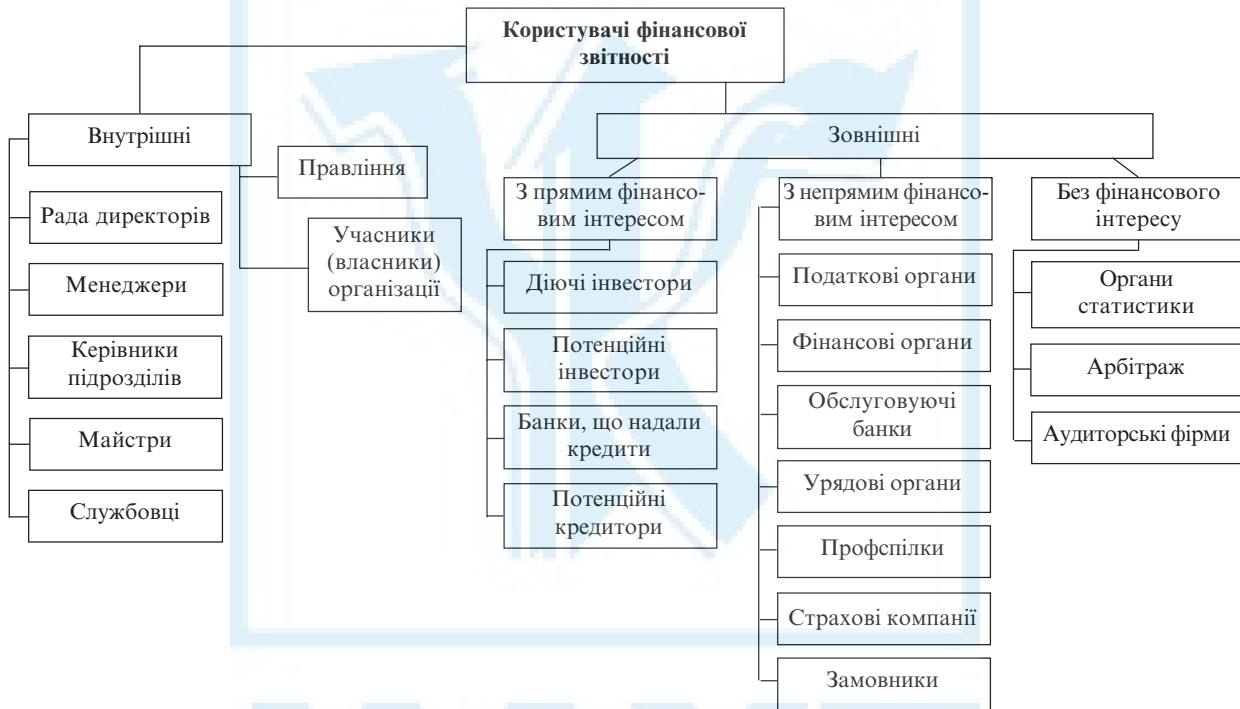 Користувачі фінансової
звітності
Внутрішні
Правління
Учасники
(власники)
організації
Рада директорів
Менеджери
Керівники
підрозділів
Майстри
Службовці
Зовнішні
З прямим фінансо-
вим інтересом
Діючі інвестори
Потенційні
інвестори
Банки, що надали
кредити
Потенційні
кредитори
З непрямим фінансо-
вим інтересом
Податкові органи
Фінансові органи
Обслуговуючі
банки
Урядові органи
Профспілки
Страхові компанії
Замовники
Без фінансового
інтересу
Органи
статистики
Арбітраж
Аудиторські фірми